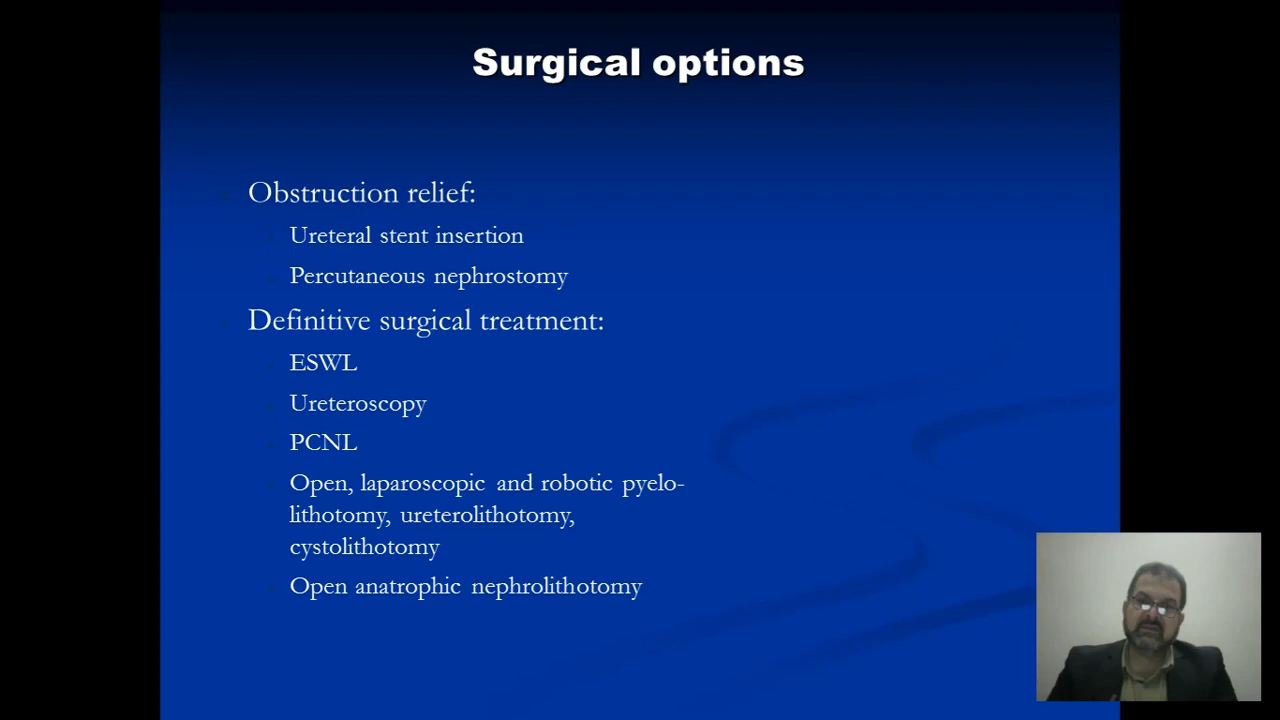 Surgical options
Obstruction relief:
Ureteral stent insertion
Percutaneous nephrostomy
Definitive surgical treatment:
ESWL
Ureteroscopy
PCNL
Open, laparoscopic and robotic pyelo-
lithotomy, ureterolithotomy,
cystolithotomy
Open anatrophic nephrolithotomy